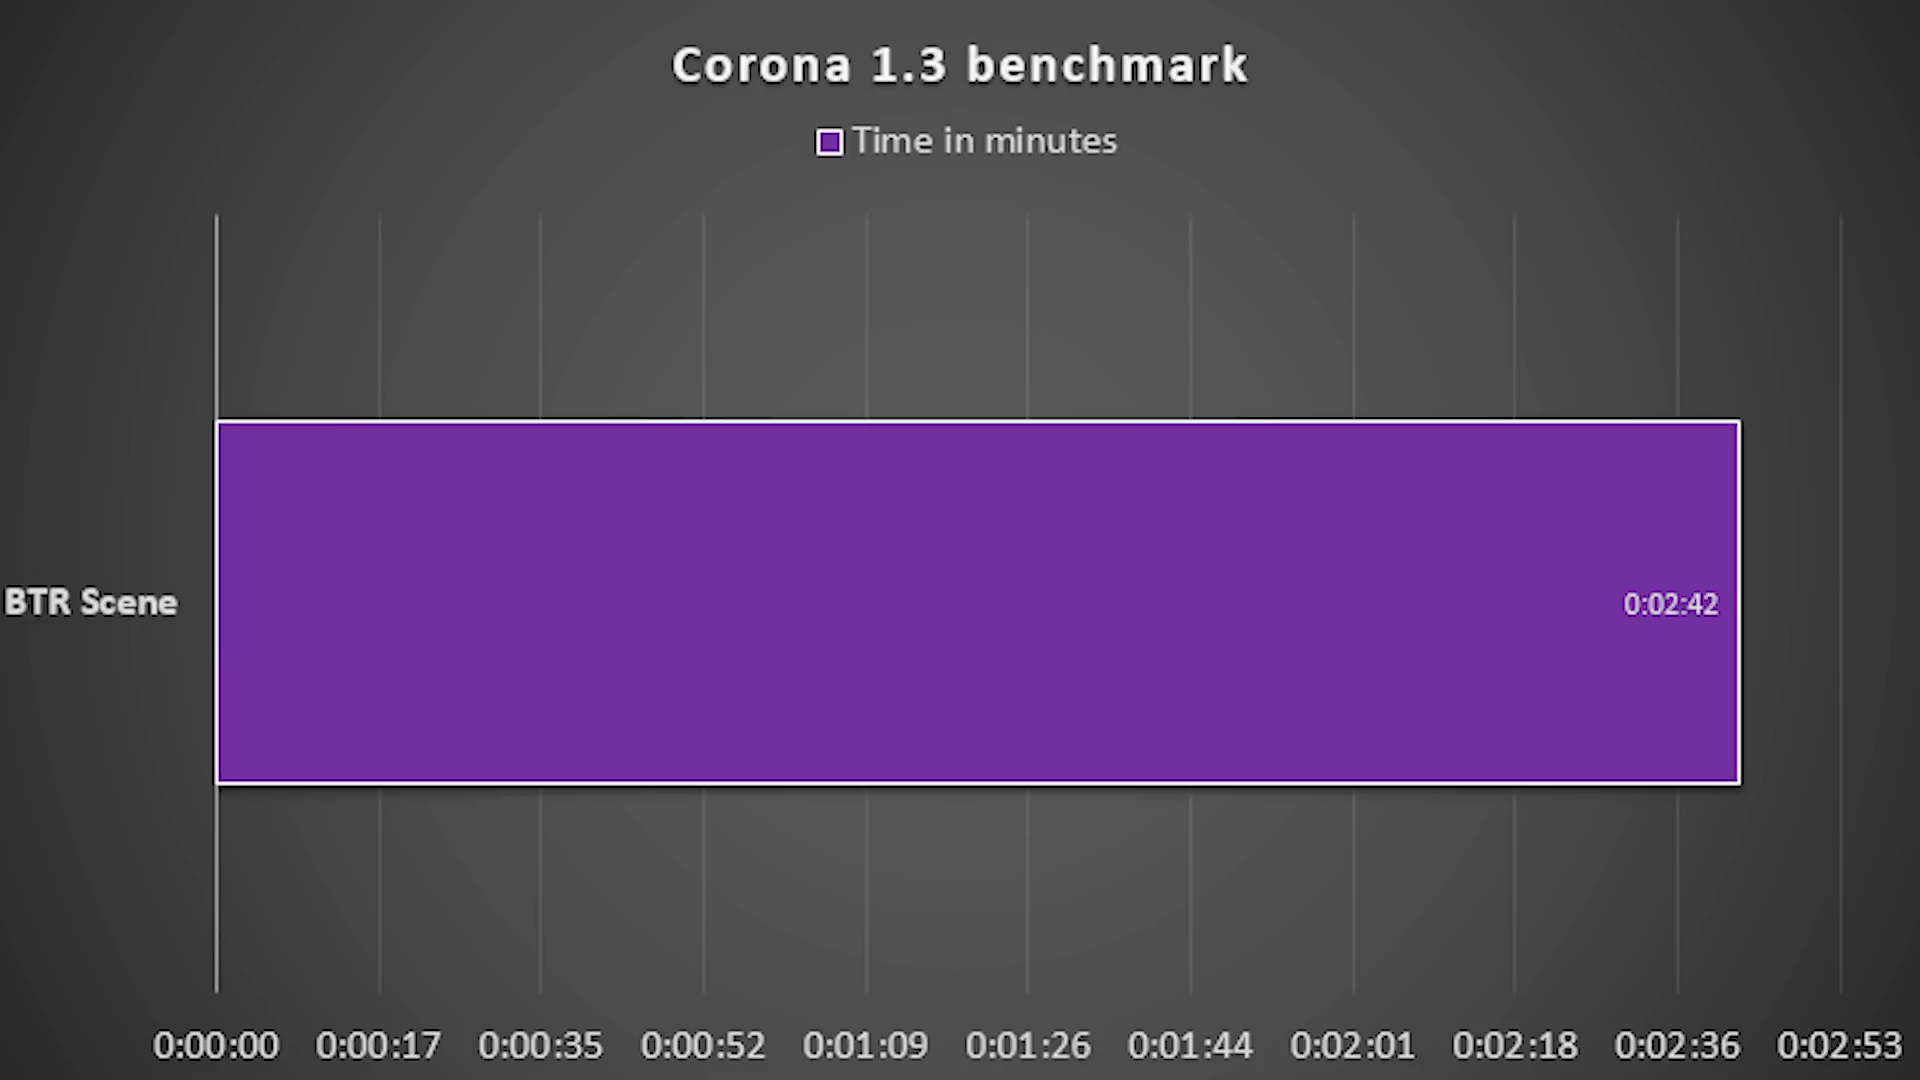 Corona 1.3 benchmark
Time in minutes
BTR Scene
0:02:42
0:00:00 0:00:17 0:00:35 0:00:52 0:01:09 0:01:26 0:01:44 0:02:01 0:02:18 0:02:36 0:02:53